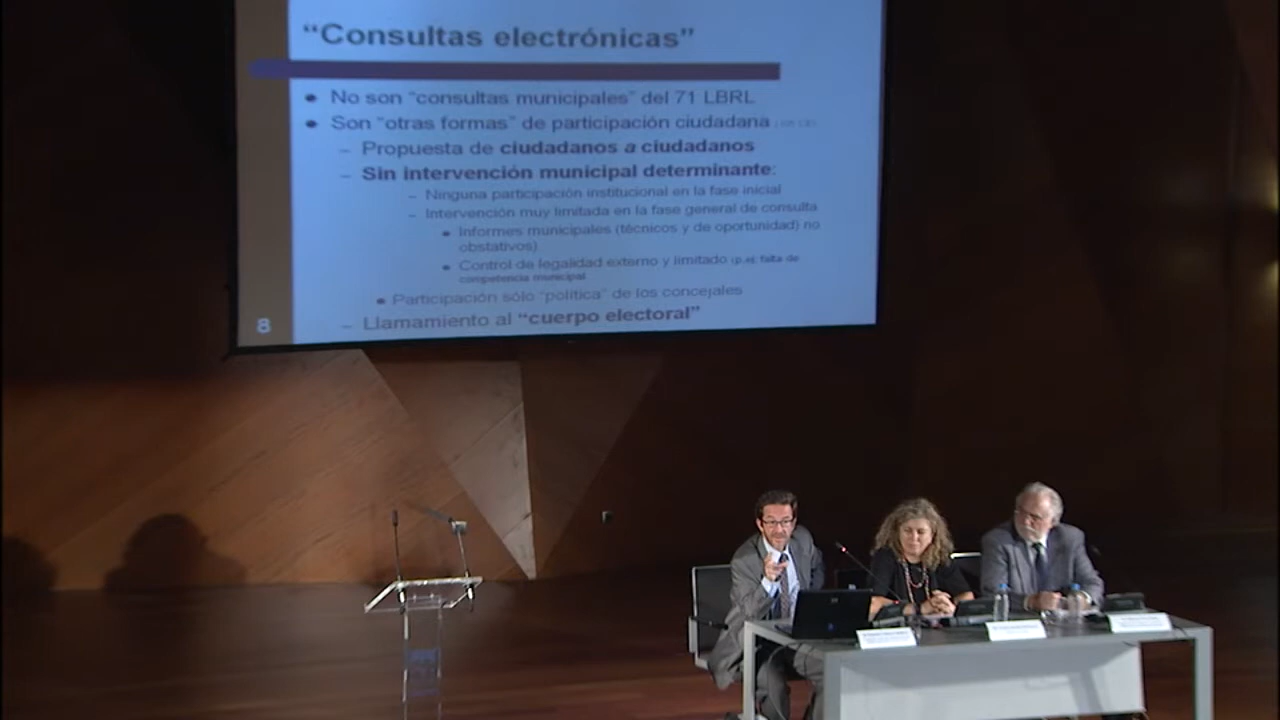 “Consultas electrónicas”
No son “consultas municipales” del 71 LBRL
Son “otras formas” de participación ciudadana
– Propuesta de ciudadanos a ciudadanos
– Sin intervención municipal determinante:
– Ninguna participación institucional en la fase inicial
– Intervención muy limitada en la fase general de consulta
Informes municipales (técnicos y de oportunidad) no
obstativos)
Control de legalidad externo y limitado (p.ej. falta de
competencia municipal
Participación sólo “política” de los concejales
– Llamamiento al “cuerpo electoral”
8